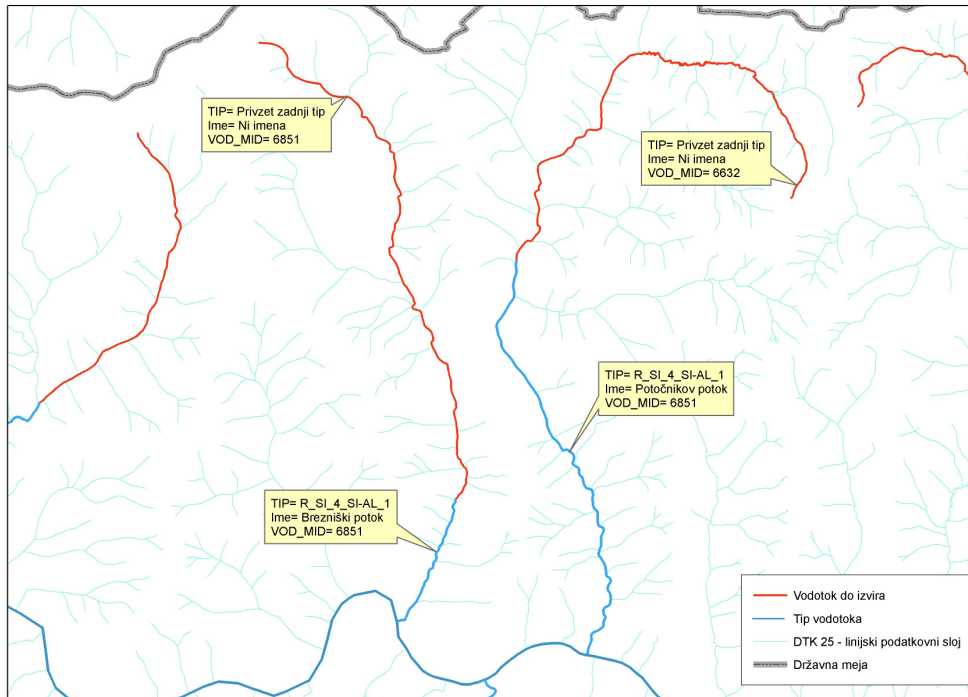 TIP= Privzet zadnji tip
Ime= Ni imena
VOD_MID= 6851
TIP= Privzet zadnji tip
Ime= Ni imena
VOD_MID= 6632
TIP= R_SI_4_SI-AL_1
Ime= Potočnikov potok
VOD_MID= 6851
TIP= R_SI_4_SI-AL_1
Ime= Brezniški potok
VOD_MID= 6851
Vodotok do izvira
Tip vodotoka
DTK 25 - linijski podatkovni sloj
Državna meja